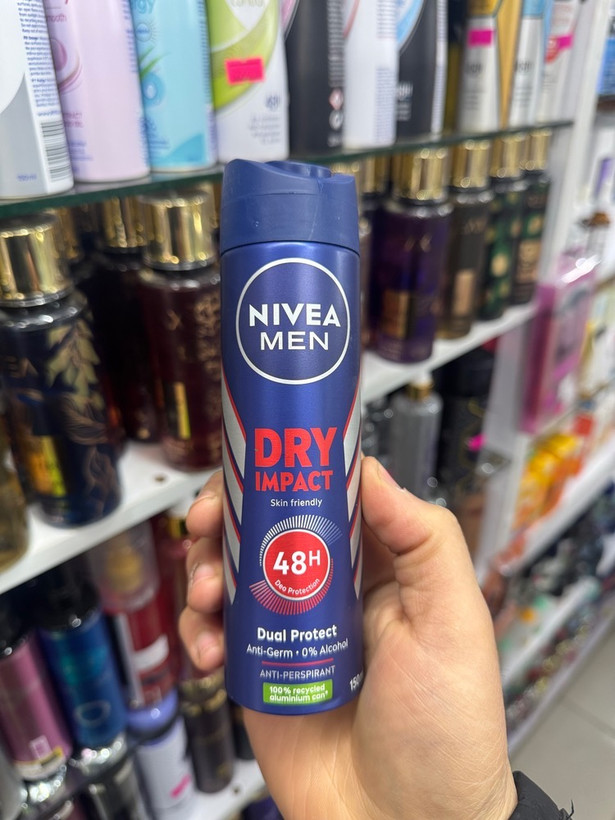 NIVEA
MEN
DRY
IMPACT
Skin friendly
48H
Deo Protection
Dual Protect
Anti-Germ • 0% Alcohol
ANTI-PERSPIRANT
100% recycled
aluminium can*